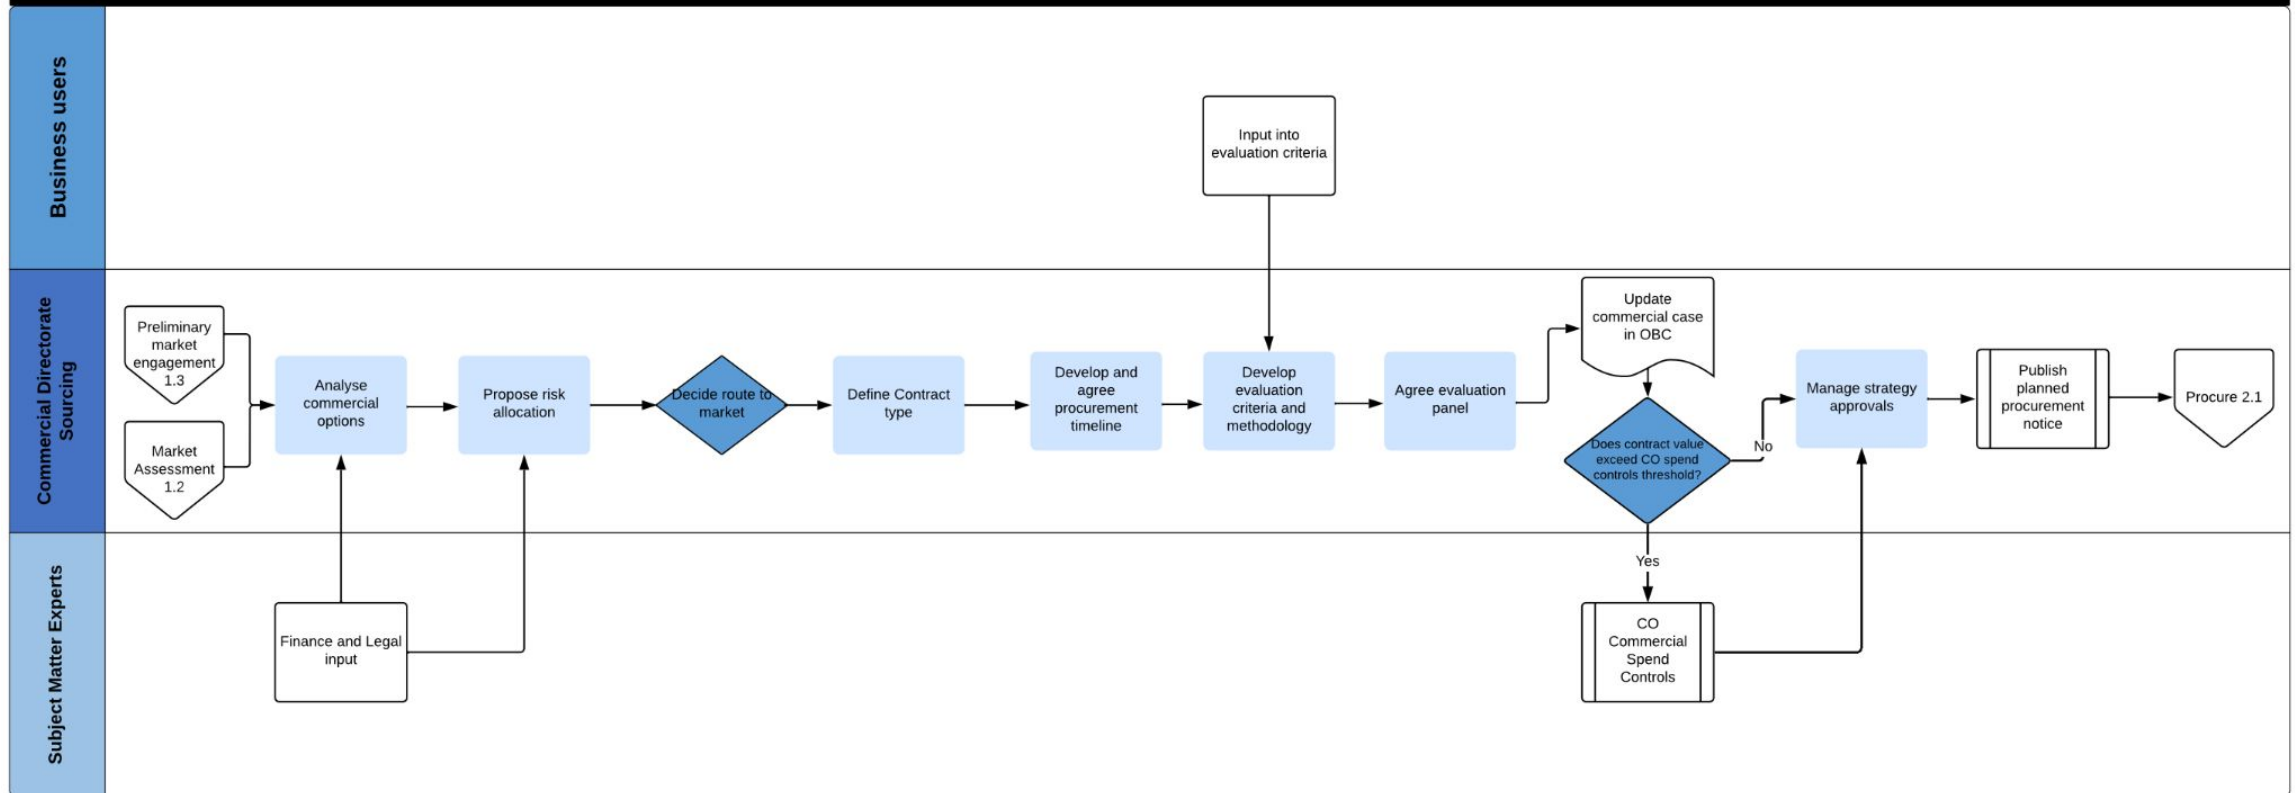 Business users
Input into
evaluation criteria
Commercial Directorate
Sourcing
Preliminary
market
engagement
1.3
Market
Assessment
1.2
Analyse
commercial
options
Propose risk
allocation
Decide route to
market
Define Contract
type
Develop and
agree
procurement
timeline
Develop
evaluation
criteria and
methodology
Agree evaluation
panel
Update
commercial case
in OBC
Does contract value
exceed CO spend
controls threshold?
No
Manage strategy
approvals
Publish
planned
procurement
notice
Procure 2.1
Subject Matter Experts
Finance and Legal
input
Yes
CO
Commercial
Spend
Controls